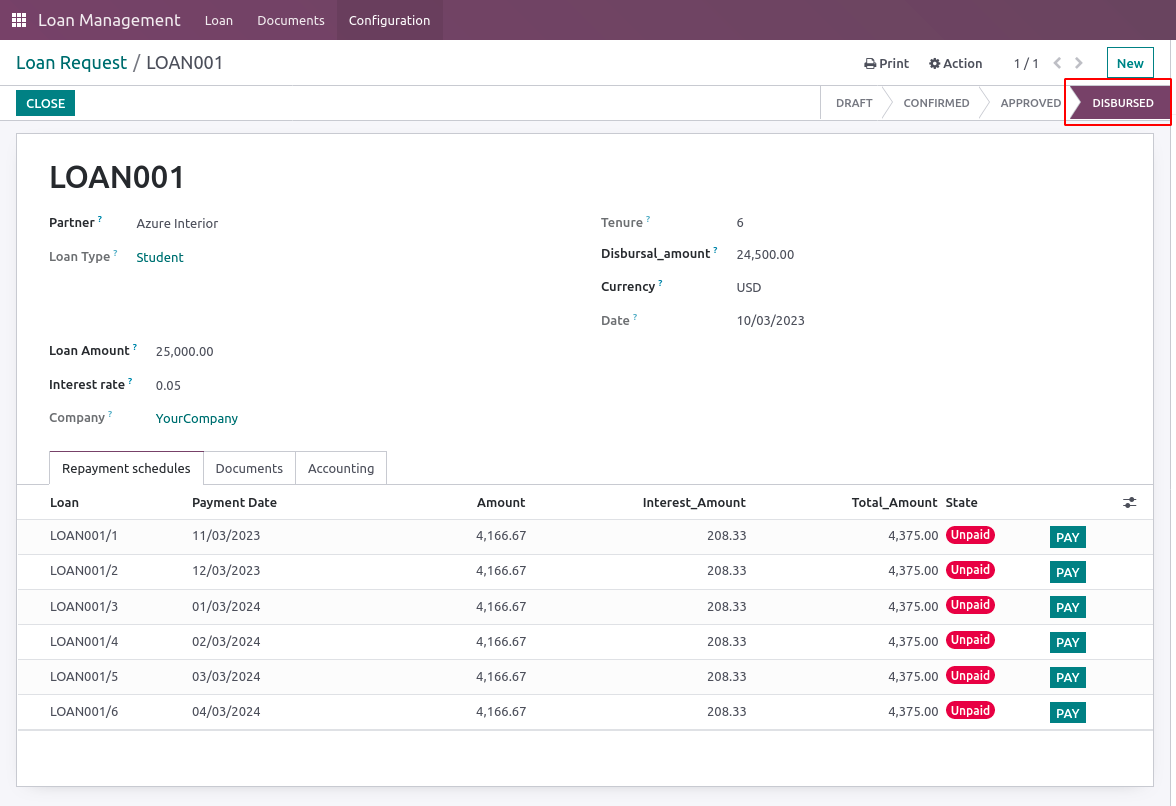 Loan Management Loan Documents Configuration
Loan Request / LOAN001 Print Action 1 / 1 New
CLOSE DRAFT CONFIRMED APPROVED DISBURSED
LOAN001
Partner ? Azure Interior Tenure ? 6
Loan Type ? Student Disbursal_amount ? 24,500.00
Currency ? USD
Date ? 10/03/2023
Loan Amount ? 25,000.00
Interest rate ? 0.05
Company ? YourCompany
Repayment schedules Documents Accounting
Loan Payment Date Amount Interest_Amount Total_Amount State
LOAN001/1 11/03/2023 4,166.67 208.33 4,375.00 Unpaid PAY
LOAN001/2 12/03/2023 4,166.67 208.33 4,375.00 Unpaid PAY
LOAN001/3 01/03/2024 4,166.67 208.33 4,375.00 Unpaid PAY
LOAN001/4 02/03/2024 4,166.67 208.33 4,375.00 Unpaid PAY
LOAN001/5 03/03/2024 4,166.67 208.33 4,375.00 Unpaid PAY
LOAN001/6 04/03/2024 4,166.67 208.33 4,375.00 Unpaid PAY